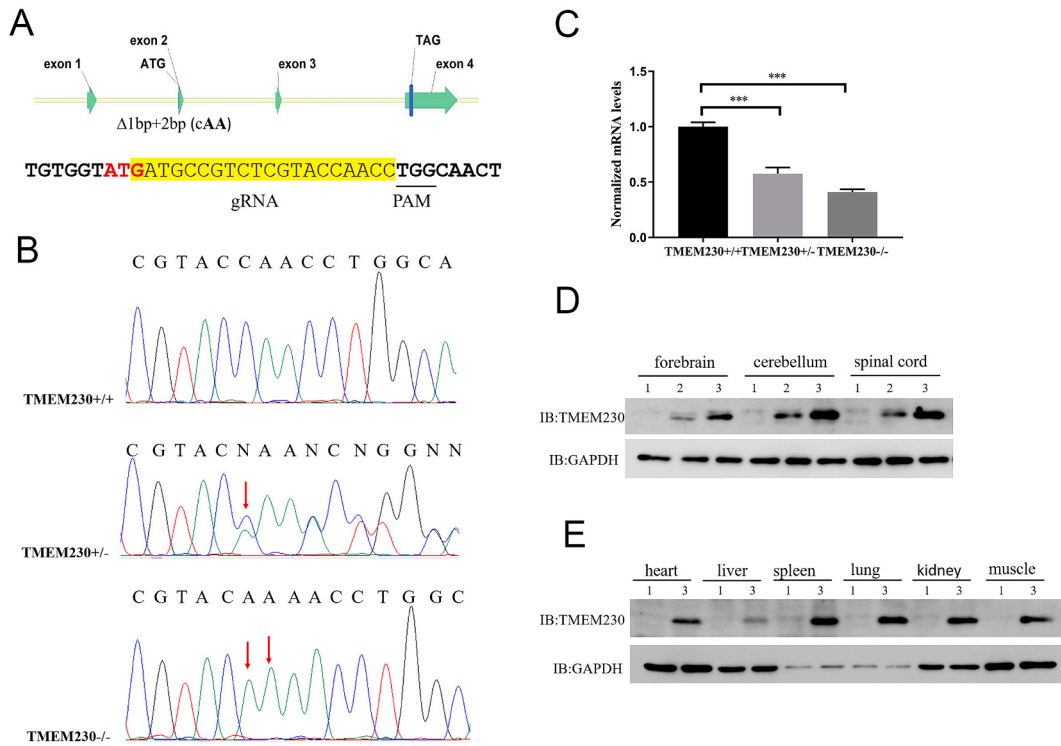 A
exon 2
TAG
exon 1
ATG
exon 3
exon 4
Δ1bp+2bp (cAA)
TGTGGTATGATGCCGTCTCGTACCAACCTGGCAACT
gRNA
PAM
B
C G T A C C A A C C T G G C A
TMEM230+/+
C G T A C N A A N C N G G N N
TMEM230+/-
C G T A C A A A A C C T G G C
TMEM230-/-
C
Normalized mRNA levels
1.5
1.0
0.5
0.0
***
***
TMEM230+/+ TMEM230+/- TMEM230-/-
D
forebrain cerebellum spinal cord
1 2 3 1 2 3 1 2 3
IB:TMEM230
IB:GAPDH
E
heart liver spleen lung kidney muscle
1 3 1 3 1 3 1 3 1 3 1 3
IB:TMEM230
IB:GAPDH